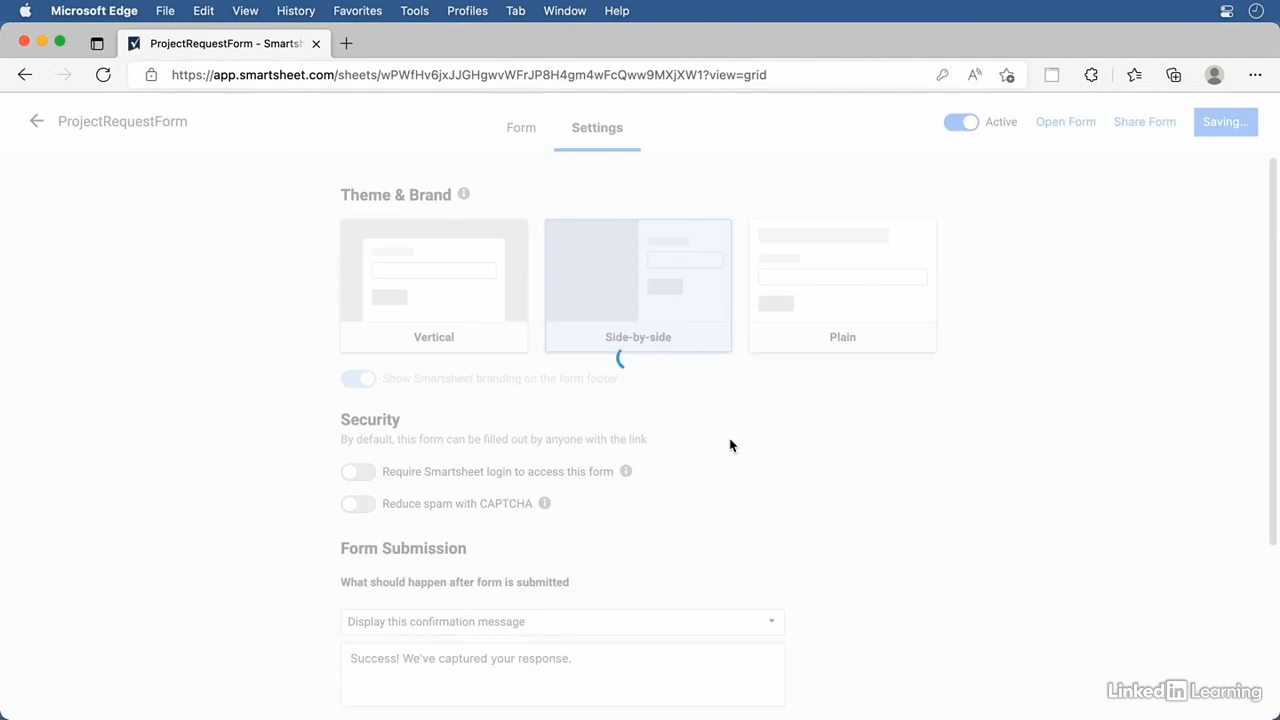 Microsoft Edge File Edit View History Favorites Tools Profiles Tab Window Help
ProjectRequestForm - Smartsh
https://app.smartsheet.com/sheets/wPWfHv6jxJJGHgwvWFrJP8H4gm4wFcQww9MXjXW1?view=grid
ProjectRequestForm
Form Settings
Active Open Form Share Form Saving...
Theme & Brand
Vertical Side-by-side Plain
Show Smartsheet branding on the form footer
Security
By default, this form can be filled out by anyone with the link
Require Smartsheet login to access this form
Reduce spam with CAPTCHA
Form Submission
What should happen after form is submitted
Display this confirmation message
Success! We've captured your response.
LinkedIn Learning